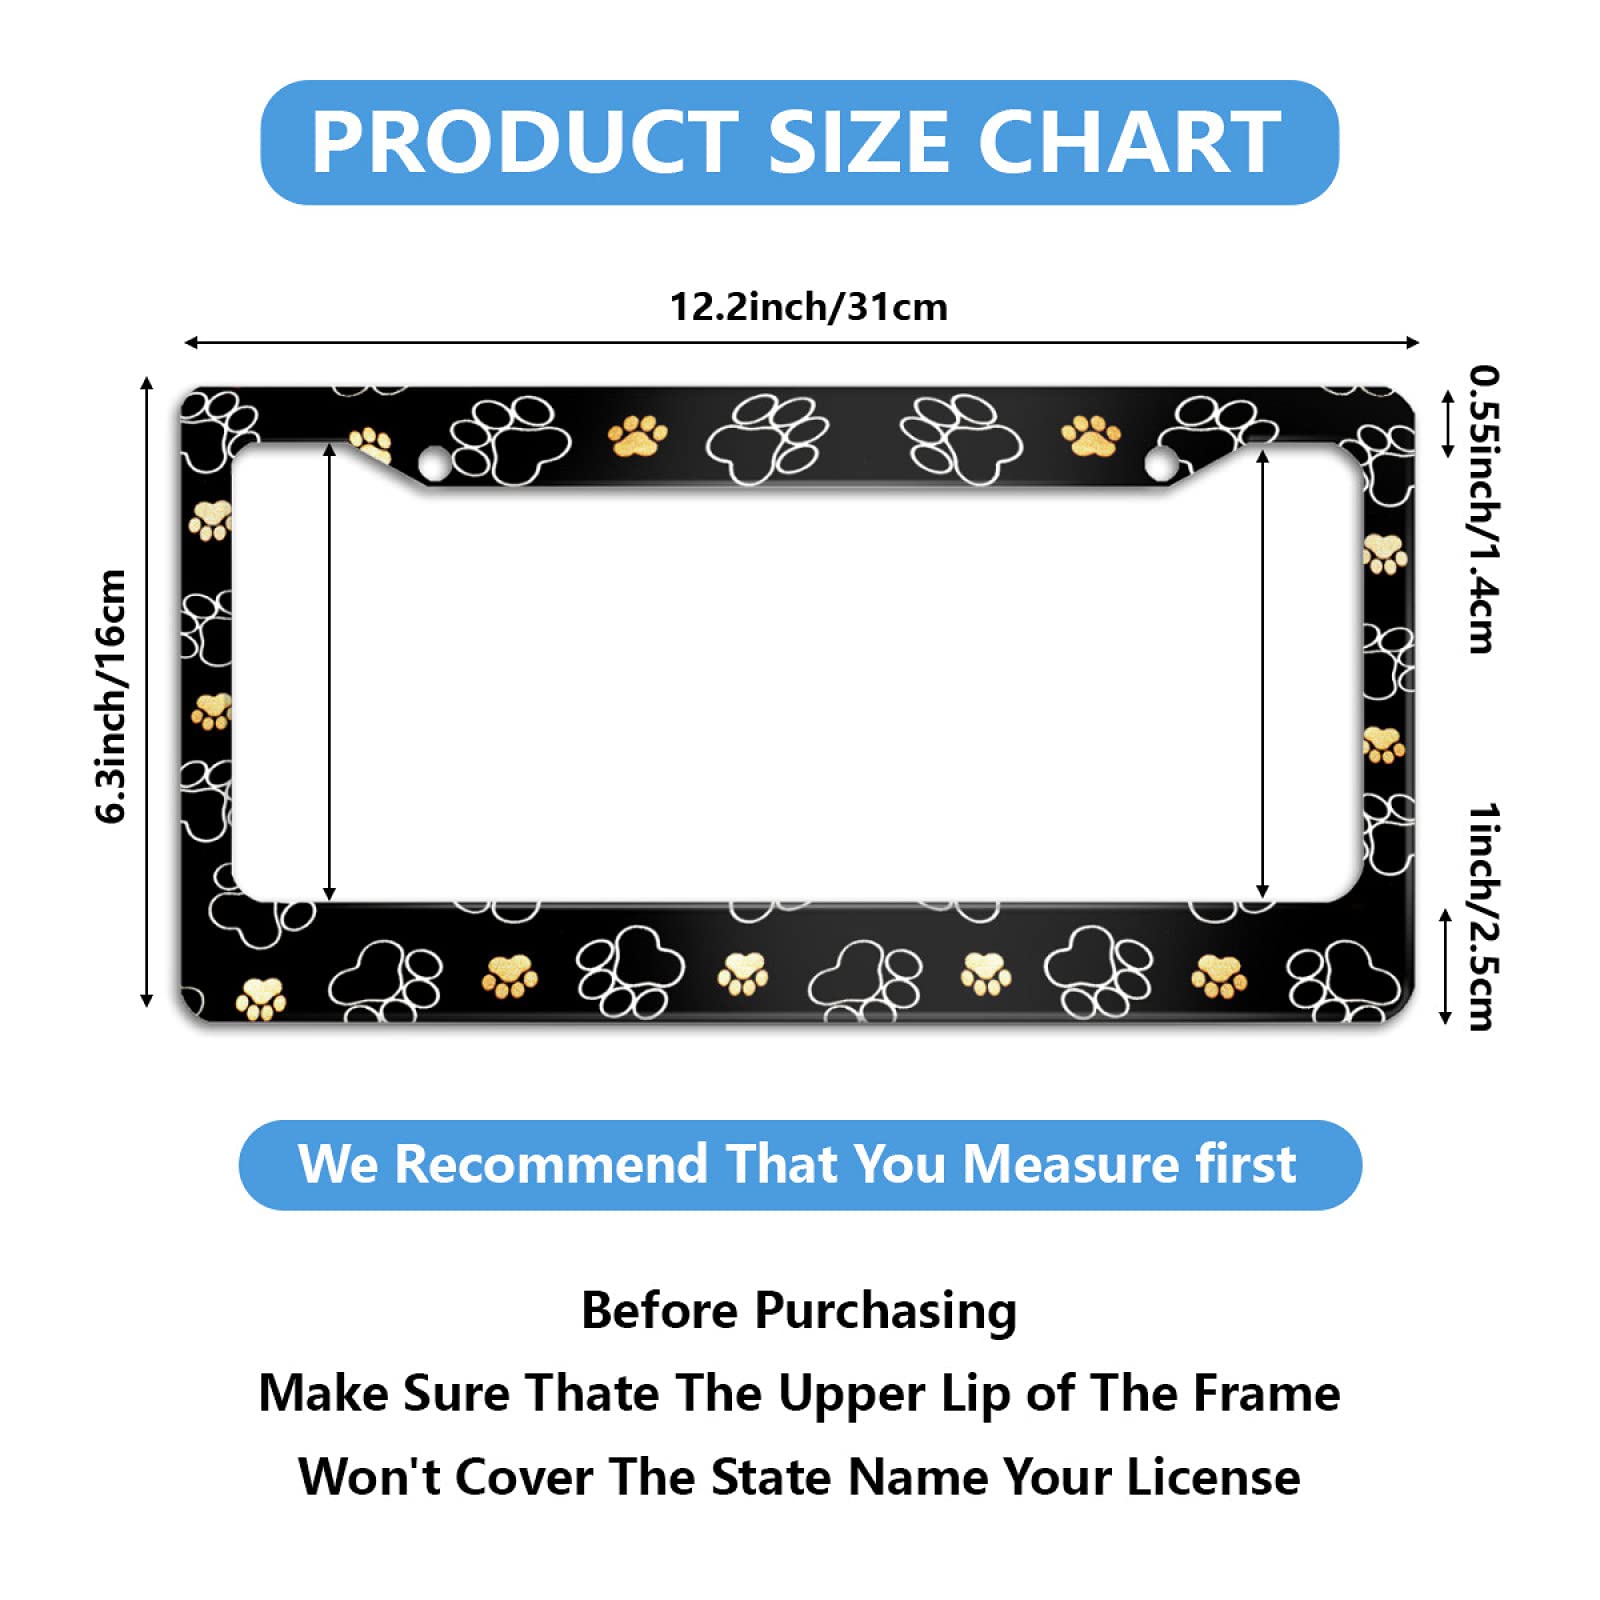 PRODUCT SIZE CHART
12.2inch/31cm
0.55inch/1.4cm
6.3inch/16cm
1inch/2.5cm
We Recommend That You Measure first
Before Purchasing
Make Sure Thate The Upper Lip of The Frame
Won't Cover The State Name Your License